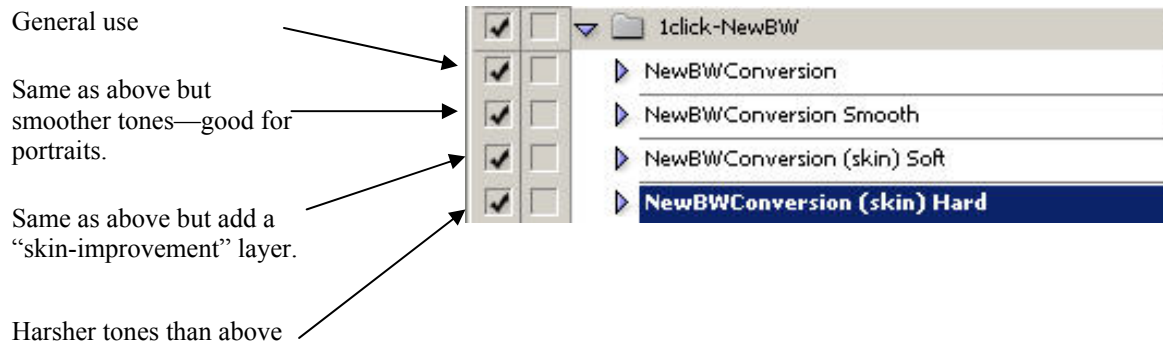 General use
Same as above but
smoother tones—good for
portraits.
Same as above but add a
“skin-improvement” layer.
Harsher tones than above
1click-NewBW
NewBWConversion
NewBWConversion Smooth
NewBWConversion (skin) Soft
NewBWConversion (skin) Hard